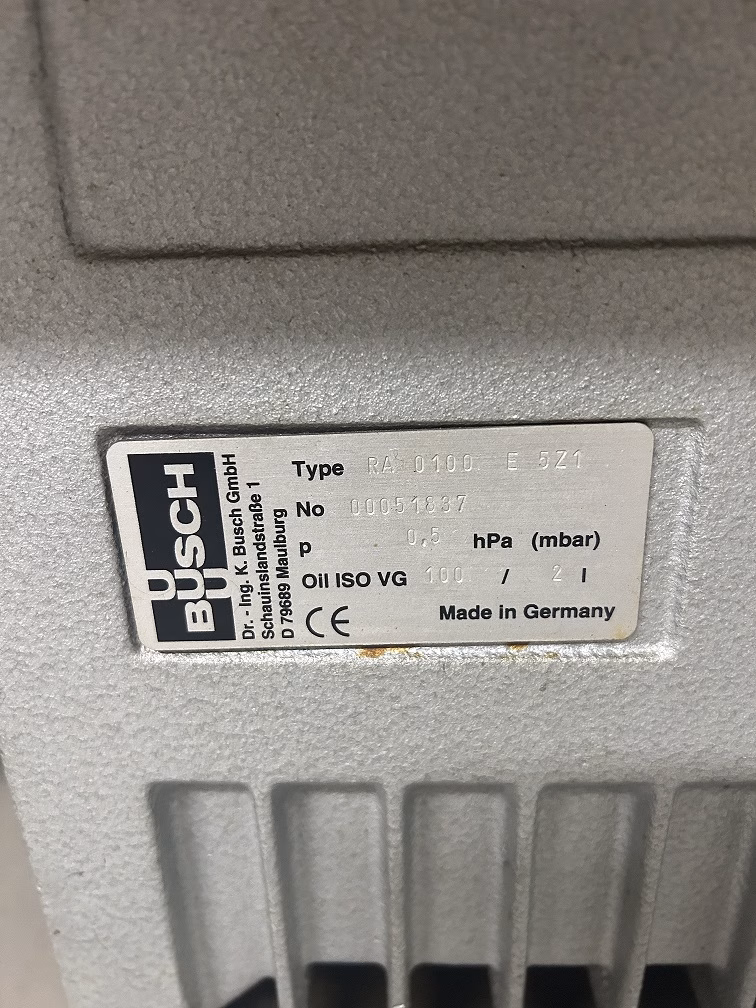 BUSCH
Dr. - Ing. K. Busch GmbH
Schauinslandstraße 1
D 79689 Maulburg
Type RA 0100 E 5Z1
No 00051837
p 0,5 hPa (mbar)
Oil ISO VG 100 / 2 l
CE Made in Germany